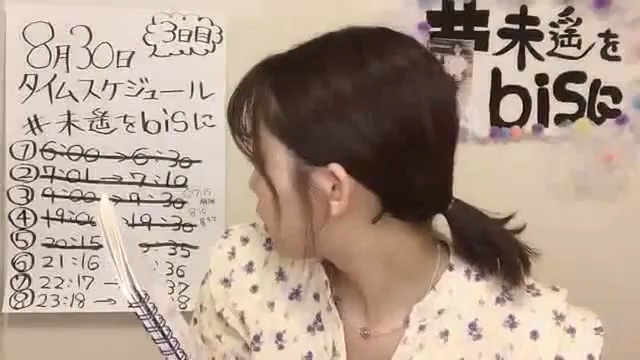 8月30日
3日目
タイムスケジュール
#未遥をbisに
① 6:00→6:30
② 7:01→7:10
③ 9:00→9:30
④ 19:00→19:30
⑤ 20:15 :35
⑥ 21:16 :36
⑦ 22:17→ :37
⑧ 23:18→
#未遥を
bisに